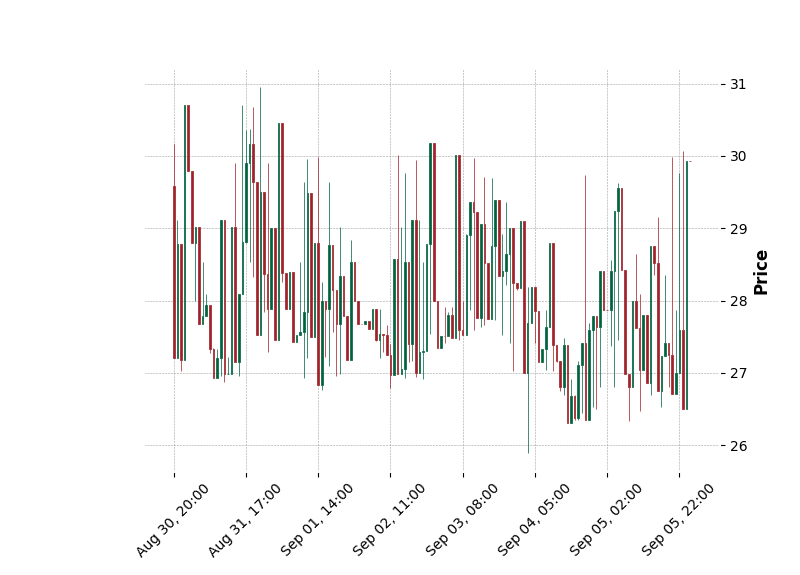 31
30
29
28
27
26
Price
Aug 30, 20:00
Aug 31, 17:00
Sep 01, 14:00
Sep 02, 11:00
Sep 03, 08:00
Sep 04, 05:00
Sep 05, 02:00
Sep 05, 22:00